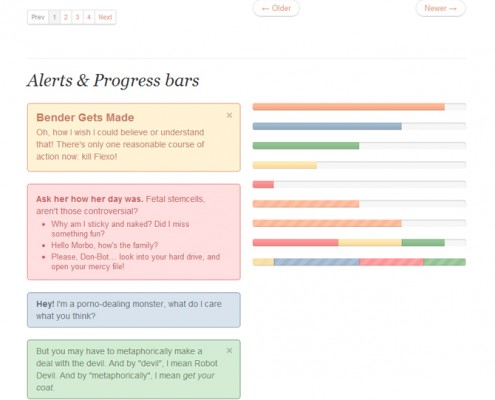 Prev 1 2 3 4 Next
← Older
Newer →
Alerts & Progress bars
×
Bender Gets Made
Oh, how I wish I could believe or understand
that! There's only one reasonable course of
action now: kill Flexo!
Ask her how her day was. Fetal stemcells,
aren't those controversial?
• Why am I sticky and naked? Did I miss
something fun?
• Hello Morbo, how's the family?
• Please, Don-Bot... look into your hard drive, and
open your mercy file!
Hey! I'm a porno-dealing monster, what do I care
what you think?
×
But you may have to metaphorically make a
deal with the devil. And by "devil", I mean Robot
Devil. And by "metaphorically", I mean get your
coat.